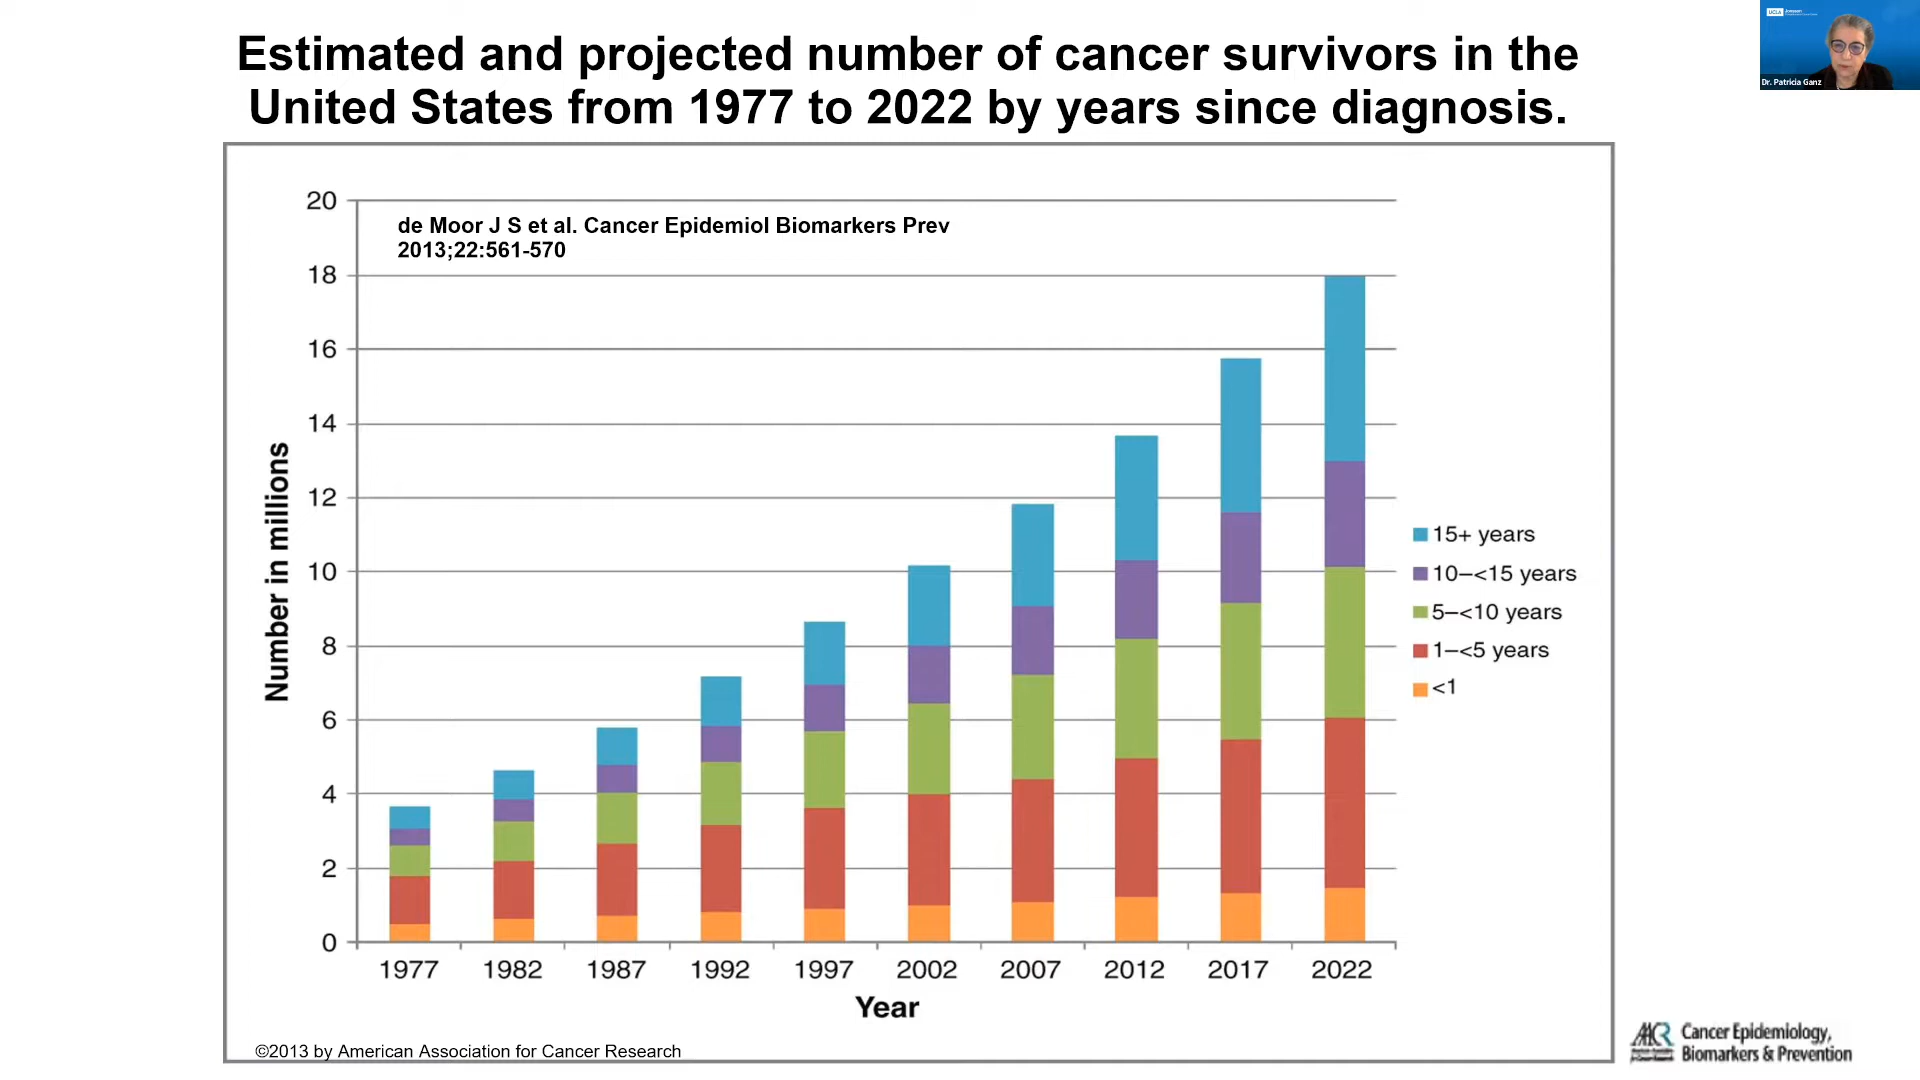 Estimated and projected number of cancer survivors in the
United States from 1977 to 2022 by years since diagnosis.
UCLA
Dr. Patricia Ganz
de Moor J S et al. Cancer Epidemiol Biomarkers Prev
2013;22:561-570
Number in millions
20
18
16
14
12
10
8
6
4
2
0
1977 1982 1987 1992 1997 2002 2007 2012 2017 2022
Year
15+ years
10–<15 years
5–<10 years
1–<5 years
<1
©2013 by American Association for Cancer Research
AACR
Cancer Epidemiology,
Biomarkers & Prevention